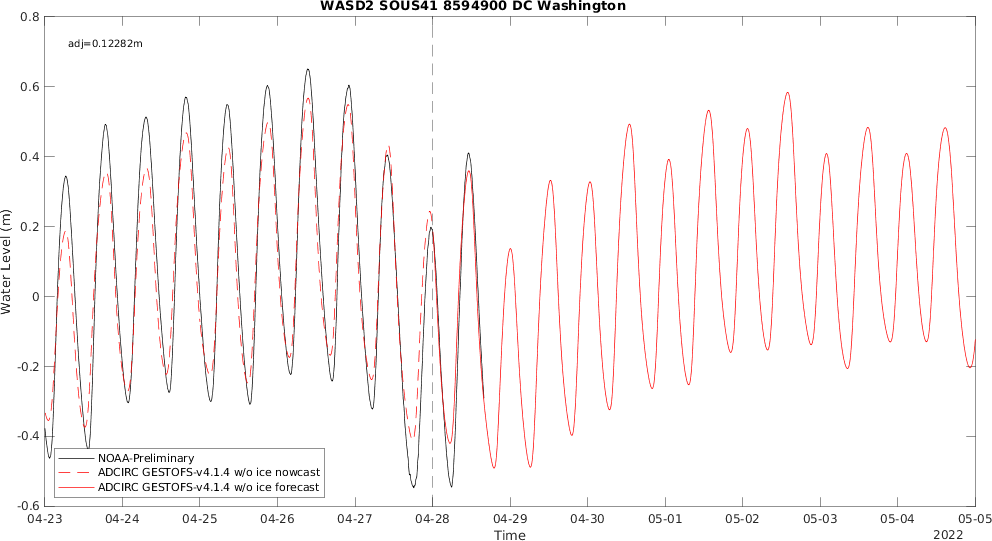 WASD2 SOUS41 8594900 DC Washington
adj=0.12282m
0.8
0.6
0.4
0.2
0
-0.2
-0.4
-0.6
Water Level (m)
NOAA-Preliminary
ADCIRC GESTOFS-v4.1.4 w/o ice nowcast
ADCIRC GESTOFS-v4.1.4 w/o ice forecast
04-23 04-24 04-25 04-26 04-27 04-28 04-29 04-30 05-01 05-02 05-03 05-04 05-05
Time
2022